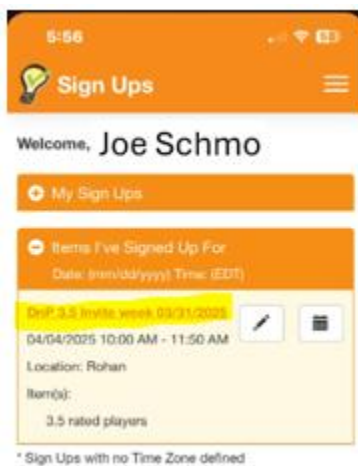 5:56
Sign Ups
Welcome, Joe Schmo
My Sign Ups
Items I've Signed Up For
Date: (mm/dd/yyyy) Time: (EDT)
DnP 3.5 Invite week 03/31/2025
04/04/2025 10:00 AM - 11:50 AM
Location: Rohan
Item(s):
3.5 rated players
* Sign Ups with no Time Zone defined